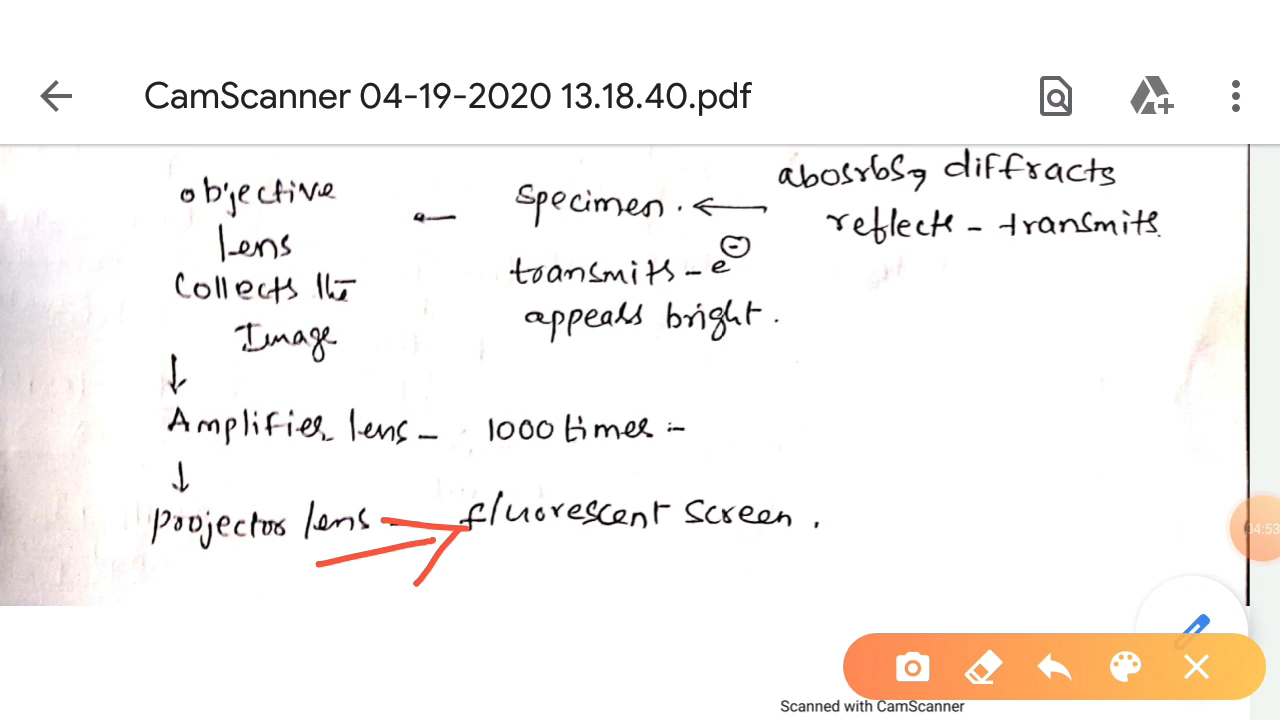 CamScanner 04-19-2020 13.18.40.pdf
objective
lens
collects the
Image
specimen.
transmits - e⊖
appears bright.
abosrbs, diffracts
reflects - transmits.
Amplifier lens - 1000 times :-
projector lens - fluorescent screen.
04:53
Scanned with CamScanner